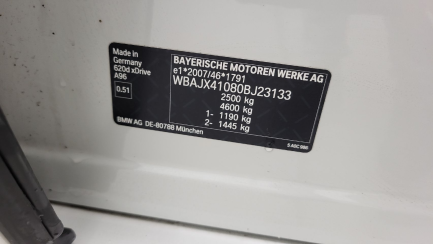 Made in
Germany
620d xDrive
A96
0.51
BAYERISCHE MOTOREN WERKE AG
e1*2007/46*1791
WBAJX41080BJ23133
2500 kg
4600 kg
1- 1190 kg
2- 1445 kg
BMW AG DE-80788 München